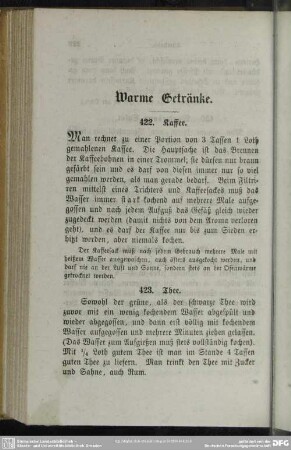 Warme Getränke.
422. Kaffee.
Man rechnet zu einer Portion von 3 Tassen 1 Loth
gemahlenen Kaffee. Die Hauptsache ist das Brennen
der Kaffeebohnen in einer Trommel, sie dürfen nur braun
gefärbt sein und es darf von diesen immer nur so viel
gemahlen werden, als man gerade bedarf. Beim Filtri-
ren mittelst eines Trichters und Kaffeesackes muß das
Wasser immer stark kochend auf mehrere Male aufge-
gossen und nach jedem Aufguß das Gefäß gleich wieder
zugedeckt werden (damit nichts von dem Aroma verloren
geht), und es darf der Kaffee nur bis zum Sieden er-
hitzt werden, aber niemals kochen.
Der Kaffeesack muß nach jedem Gebrauch mehrere Male mit
heißem Wasser ausgewaschen, auch öfters ausgekocht werden, und
darf nie an der Luft und Sonne, sondern stets an der Ofenwärme
getrocknet werden.
423. Thee.
Sowohl der grüne, als der schwarze Thee wird
zuvor mit ein wenig kochendem Wasser abgespült und
wieder abgegossen, und dann erst völlig mit kochendem
Wasser aufgegossen und mehrere Minuten ziehen gelassen.
(Das Wasser zum Aufgießen muß stets vollständig kochen).
Mit ¼ Loth gutem Thee ist man im Stande 4 Tassen
guten Thee zu liefern. Man trinkt den Thee mit Zucker
und Sahne, auch Rum.